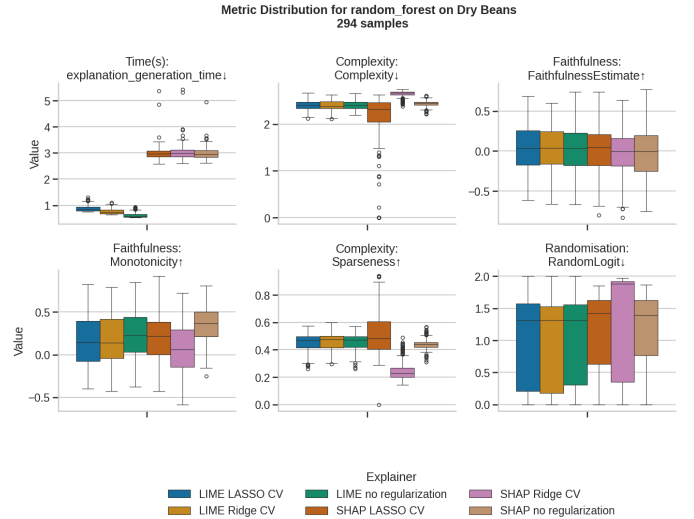 Metric Distribution for random_forest on Dry Beans
294 samples
Time(s):
explanation_generation_time↓
Complexity:
Complexity↓
Faithfulness:
FaithfulnessEstimate↑
Value
5
4
3
2
1
2
1
0
0.5
0.0
−0.5
Faithfulness:
Monotonicity↑
Complexity:
Sparseness↑
Randomisation:
RandomLogit↓
Value
0.5
0.0
−0.5
0.8
0.6
0.4
0.2
0.0
2.0
1.5
1.0
0.5
0.0
Explainer
LIME LASSO CV
LIME no regularization
SHAP Ridge CV
LIME Ridge CV
SHAP LASSO CV
SHAP no regularization